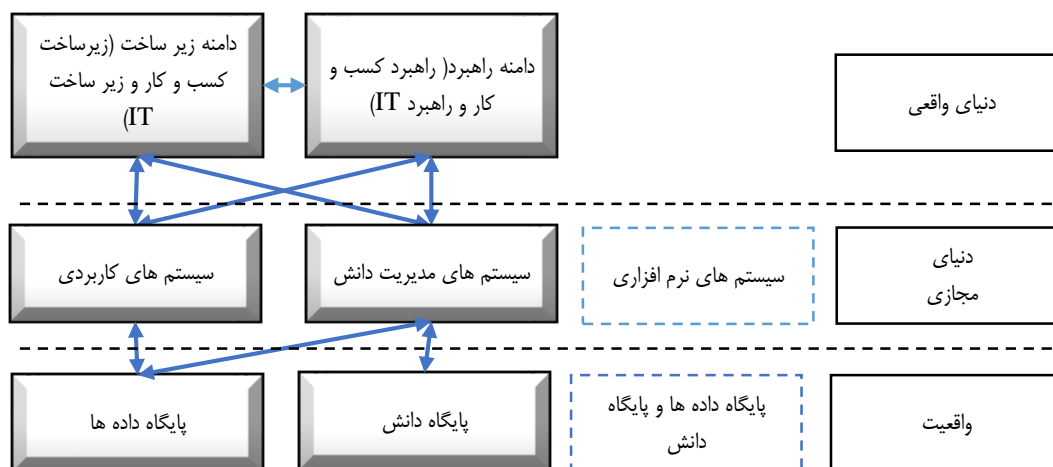 دنیای واقعی
دامنه راهبرد( راهبرد کسب و
کار و راهبرد IT)
دامنه زیر ساخت (زیرساخت
کسب و کار و زیر ساخت
IT)
دنیای
مجازی
سیستم های نرم افزاری
سیستم های مدیریت دانش
سیستم های کاربردی
واقعیت
پایگاه داده ها و پایگاه
دانش
پایگاه دانش
پایگاه داده ها